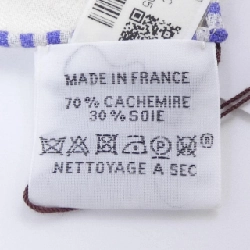 MADE IN FRANCE
70 % CACHEMIRE
30 % SOIE
P
®
NETTOYAGE A SEC